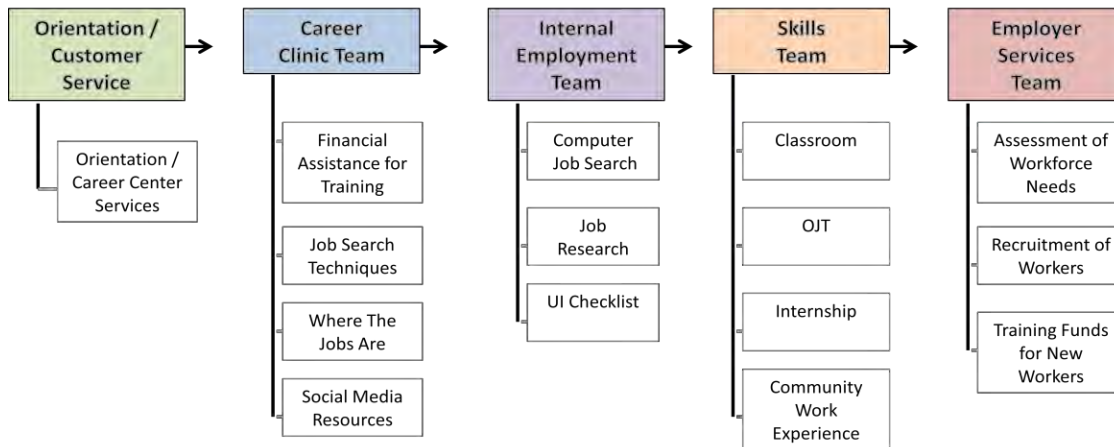 Orientation /
Customer
Service
Career
Clinic Team
Internal
Employment
Team
Skills
Team
Employer
Services
Team
Orientation /
Career Center
Services
Financial
Assistance for
Training
Job Search
Techniques
Where The
Jobs Are
Social Media
Resources
Computer
Job Search
Job
Research
UI Checklist
Classroom
OJT
Internship
Community
Work
Experience
Assessment of
Workforce
Needs
Recruitment of
Workers
Training Funds
for New
Workers